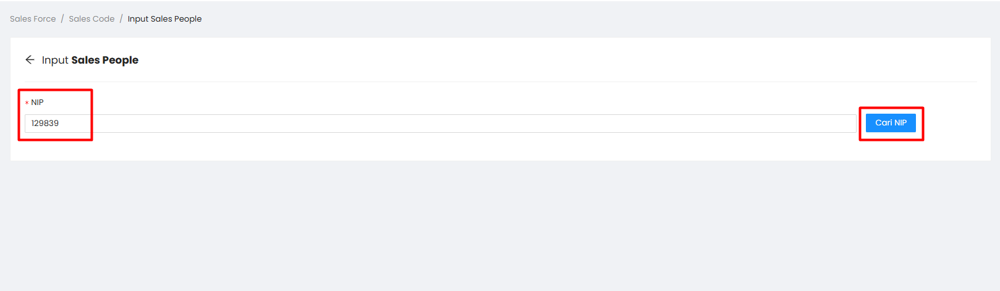 Sales Force / Sales Code / Input Sales People
Input Sales People
* NIP
129839
Cari NIP